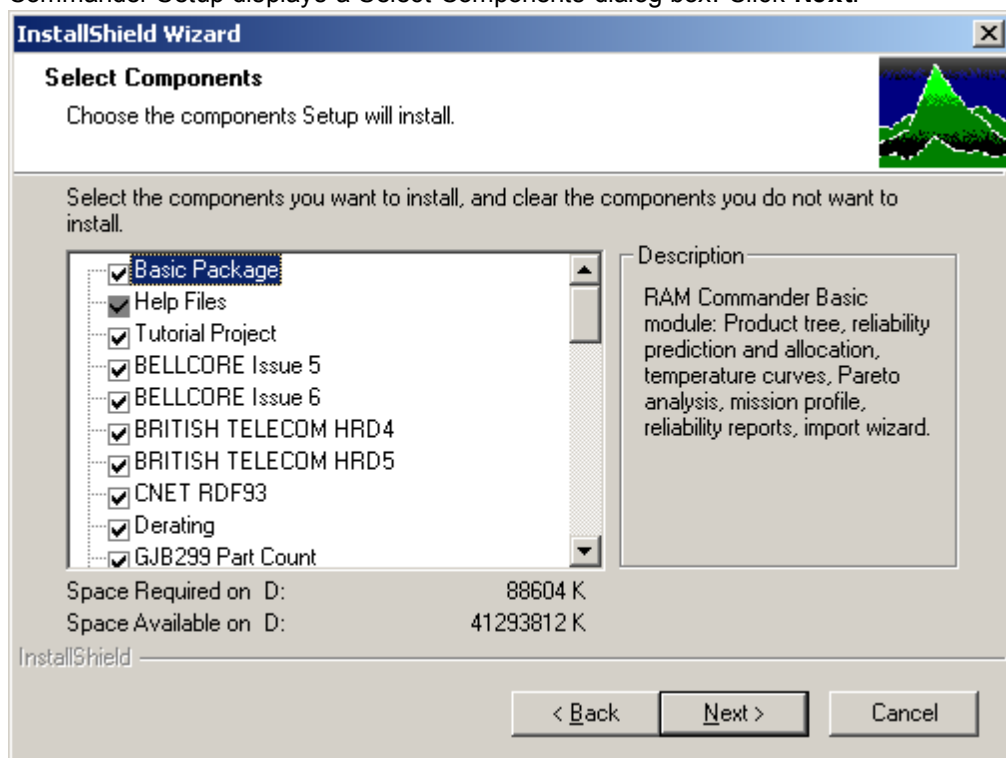 Commander Setup displays a Select Components dialog box. Click Next.
InstallShield Wizard
Select Components
Choose the components Setup will install.
Select the components you want to install, and clear the components you do not want to
install.
Basic Package
Help Files
Tutorial Project
BELLCORE Issue 5
BELLCORE Issue 6
BRITISH TELECOM HRD4
BRITISH TELECOM HRD5
CNET RDF93
Derating
GJB299 Part Count
Description
RAM Commander Basic
module: Product tree, reliability
prediction and allocation,
temperature curves, Pareto
analysis, mission profile,
reliability reports, import wizard.
Space Required on D: 88604 K
Space Available on D: 41293812 K
InstallShield
< Back Next > Cancel